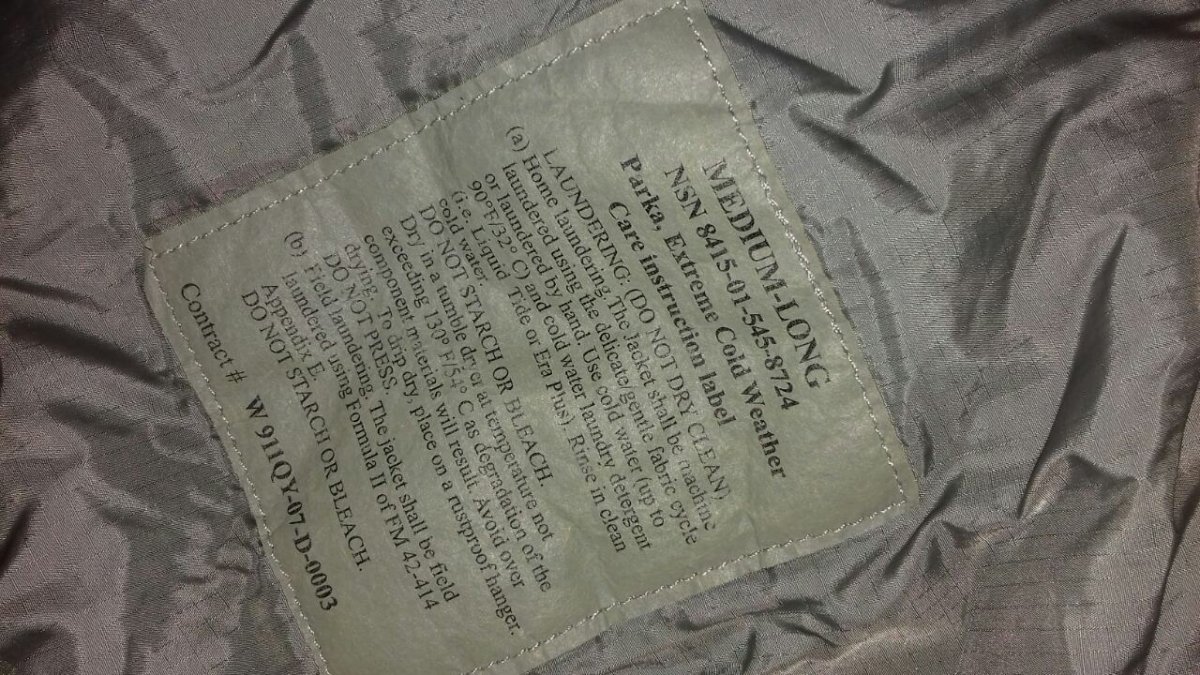 MEDIUM-LONG
NSN 8415-01-545-8724
Parka, Extreme Cold Weather
Care instruction label
LAUNDERING: (DO NOT DRY CLEAN).
(a) Home laundering The jacket shall be machine
laundered using the delicate/gentle fabric cycle
or laundered by hand. Use cold water (up to
90° F/32° C) and cold water laundry detergent
(i.e. Liquid Tide or Era Plus). Rinse in clean
cold water.
DO NOT STARCH OR BLEACH.
Dry in a tumble dryer at temperature not
exceeding 130° F/54° C as degradation of the
component materials will result. Avoid over
drying. To drip dry, place on a rustproof hanger.
DO NOT PRESS.
(b) Field laundering. The jacket shall be field
laundered using Formula II of FM 42-414
Appendix E.
DO NOT STARCH OR BLEACH.
Contract # W911QY-07-D-0003